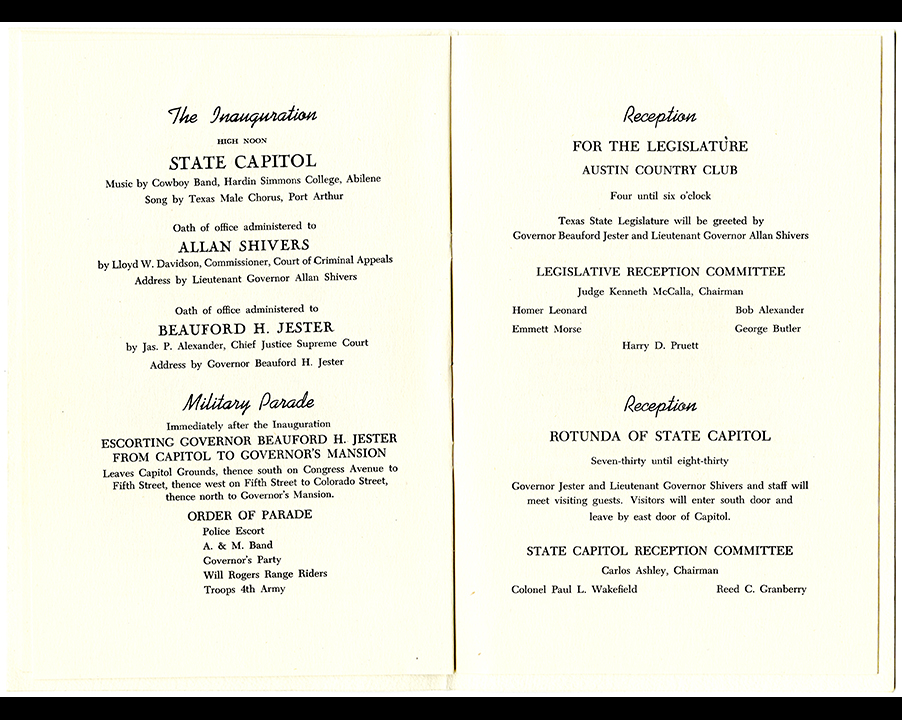 The Inauguration
HIGH NOON
STATE CAPITOL
Music by Cowboy Band, Hardin Simmons College, Abilene
Song by Texas Male Chorus, Port Arthur
Oath of office administered to
ALLAN SHIVERS
by Lloyd W. Davidson, Commissioner, Court of Criminal Appeals
Address by Lieutenant Governor Allan Shivers
Oath of office administered to
BEAUFORD H. JESTER
by Jas. P. Alexander, Chief Justice Supreme Court
Address by Governor Beauford H. Jester
Military Parade
Immediately after the Inauguration
ESCORTING GOVERNOR BEAUFORD H. JESTER
FROM CAPITOL TO GOVERNOR'S MANSION
Leaves Capitol Grounds, thence south on Congress Avenue to
Fifth Street, thence west on Fifth Street to Colorado Street,
thence north to Governor's Mansion.
ORDER OF PARADE
Police Escort
A. & M. Band
Governor's Party
Will Rogers Range Riders
Troops 4th Army
Reception
FOR THE LEGISLATURE
AUSTIN COUNTRY CLUB
Four until six o'clock
Texas State Legislature will be greeted by
Governor Beauford Jester and Lieutenant Governor Allan Shivers
LEGISLATIVE RECEPTION COMMITTEE
Judge Kenneth McCalla, Chairman
Homer Leonard Bob Alexander
Emmett Morse George Butler
Harry D. Pruett
Reception
ROTUNDA OF STATE CAPITOL
Seven-thirty until eight-thirty
Governor Jester and Lieutenant Governor Shivers and staff will
meet visiting guests. Visitors will enter south door and
leave by east door of Capitol.
STATE CAPITOL RECEPTION COMMITTEE
Carlos Ashley, Chairman
Colonel Paul L. Wakefield Reed C. Granberry